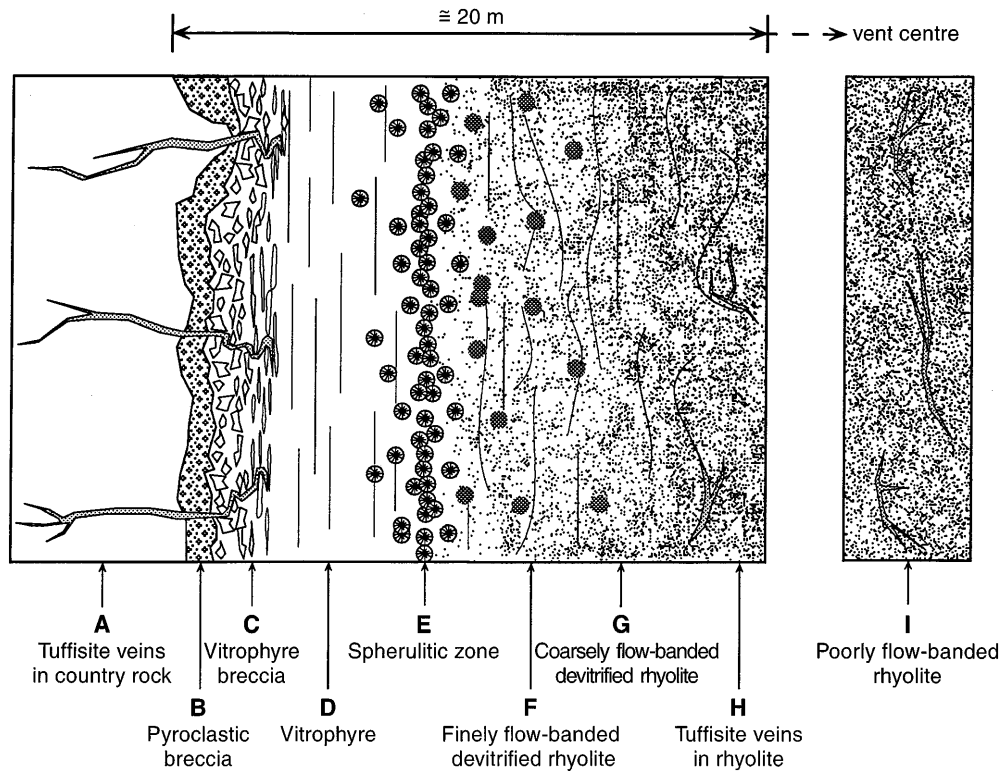 ≅ 20 m
vent centre
A
Tuffisite veins
in country rock
B
Pyroclastic
breccia
C
Vitrophyre
breccia
D
Vitrophyre
E
Spherulitic zone
F
Finely flow-banded
devitrified rhyolite
G
Coarsely flow-banded
devitrified rhyolite
H
Tuffisite veins
in rhyolite
I
Poorly flow-banded
rhyolite